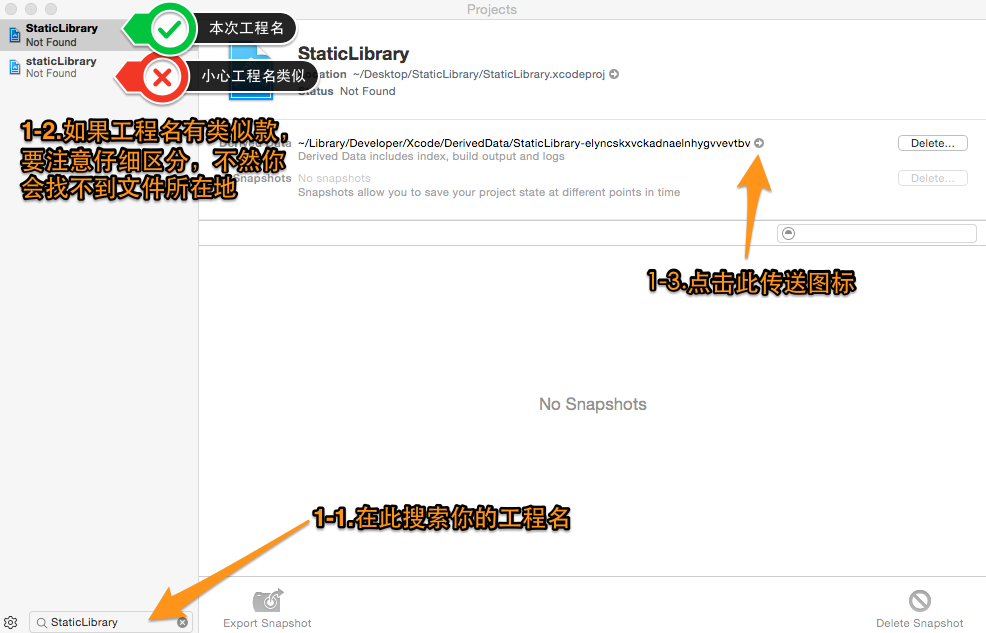 Projects
StaticLibrary
Not Found
本次工程名
staticLibrary
Not Found
小心工程名类似
StaticLibrary
~/Desktop/StaticLibrary/StaticLibrary.xcodeproj
Status Not Found
1-2.如果工程名有类似款，
要注意仔细区分，不然你
会找不到文件所在地
~/Library/Developer/Xcode/DerivedData/StaticLibrary-elyncskxvckadnaelnhygvvevtbv
Delete...
Derived Data includes index, build output and logs
Snapshots No snapshots
Delete...
Snapshots allow you to save your project state at different points in time
1-3.点击此传送图标
No Snapshots
1-1.在此搜索你的工程名
StaticLibrary
Export Snapshot
Delete Snapshot